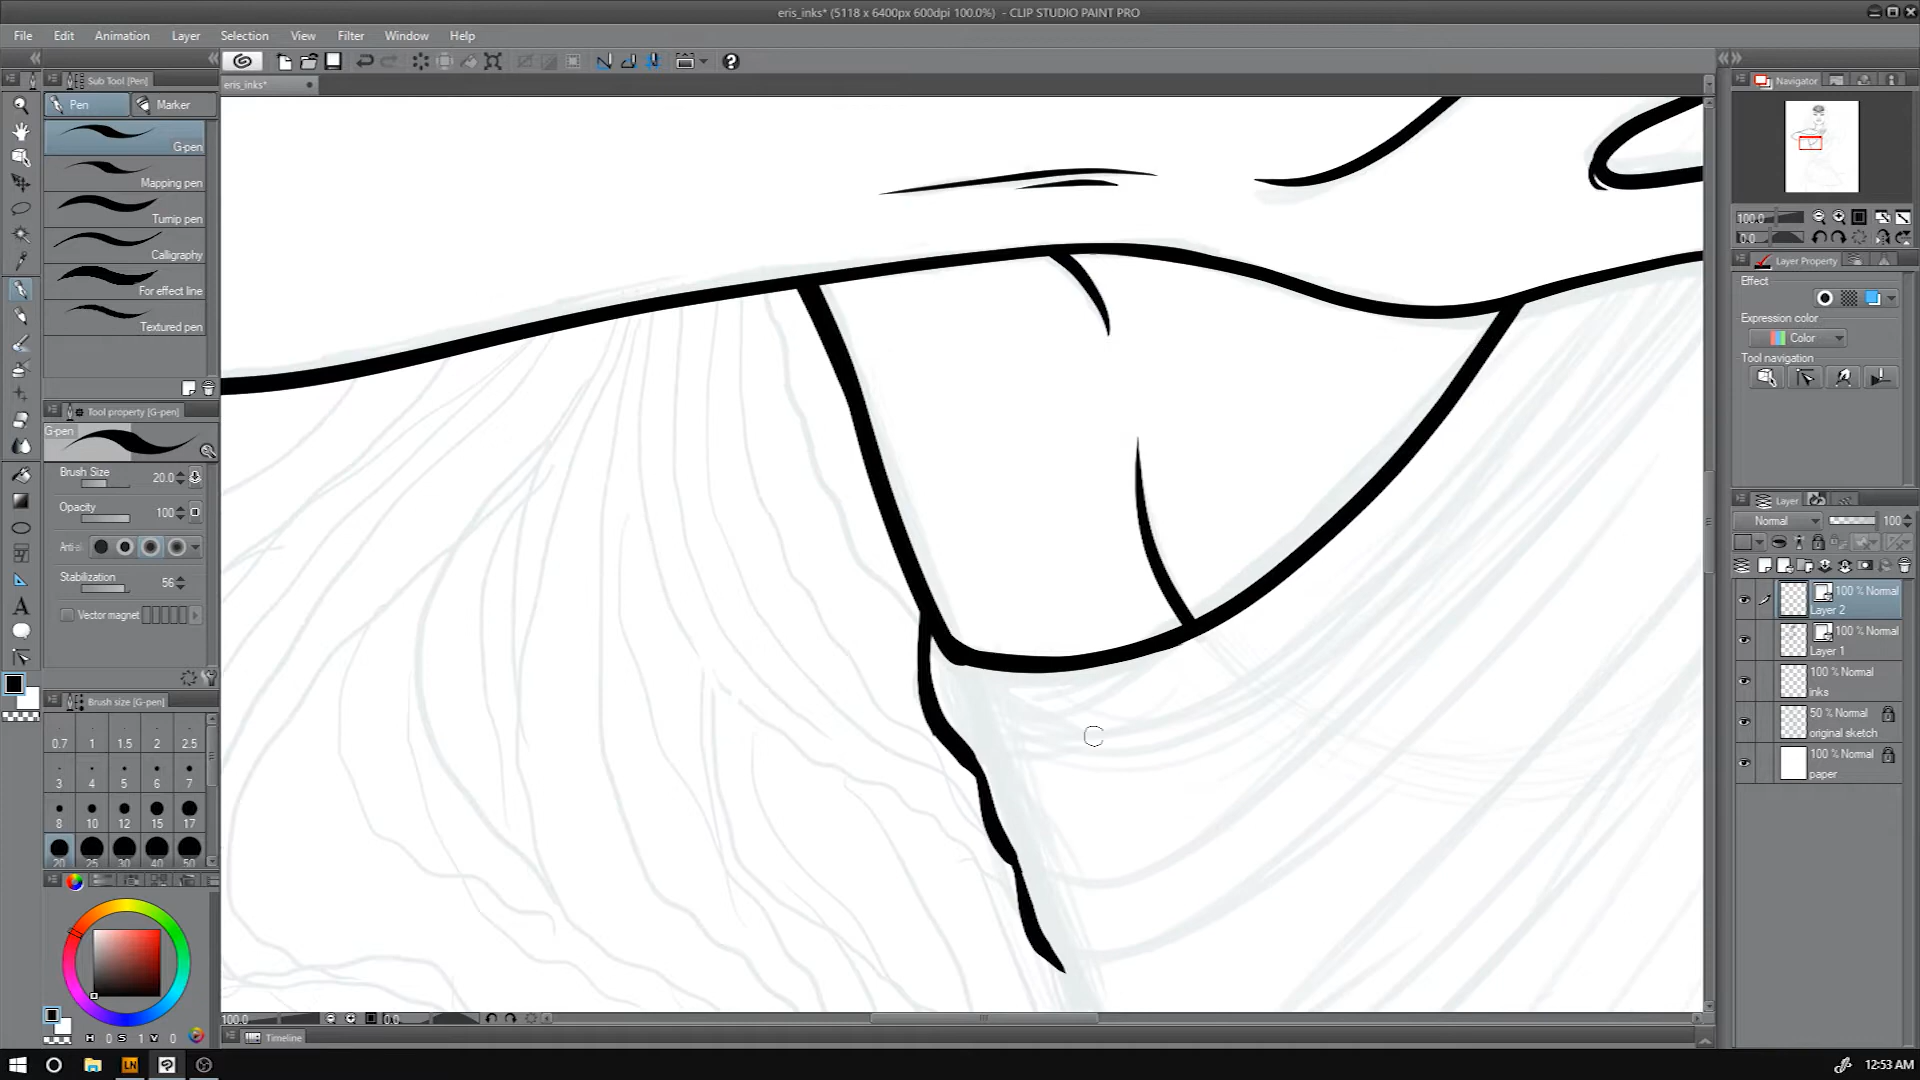 eris_inks* (5118 x 6400px 600dpi 100.0%) - CLIP STUDIO PAINT PRO
File Edit Animation Layer Selection View Filter Window Help
Sub Tool [Pen]
eris_inks*
Navigator
Pen
Marker
G-pen
Mapping pen
Turnip pen
Calligraphy
For effect line
Textured pen
Tool property [G-pen]
G-pen
Brush Size 20.0
Opacity 100
Anti-al
Stabilization 56
Vector magnet
Brush size [G-pen]
0.7 1 1.5 2 2.5
3 4 5 6 7
8 10 12 15 17
20 25 30 40 50
H 0 S 1 V 0
100.0
0.0
Layer Property
Effect
Expression color
Color
Tool navigation
Layer
Normal 100
100 % Normal
Layer 2
100 % Normal
Layer 1
100 % Normal
inks
50 % Normal
original sketch
100 % Normal
paper
100.0 0.0
Timeline
LN
12:53 AM